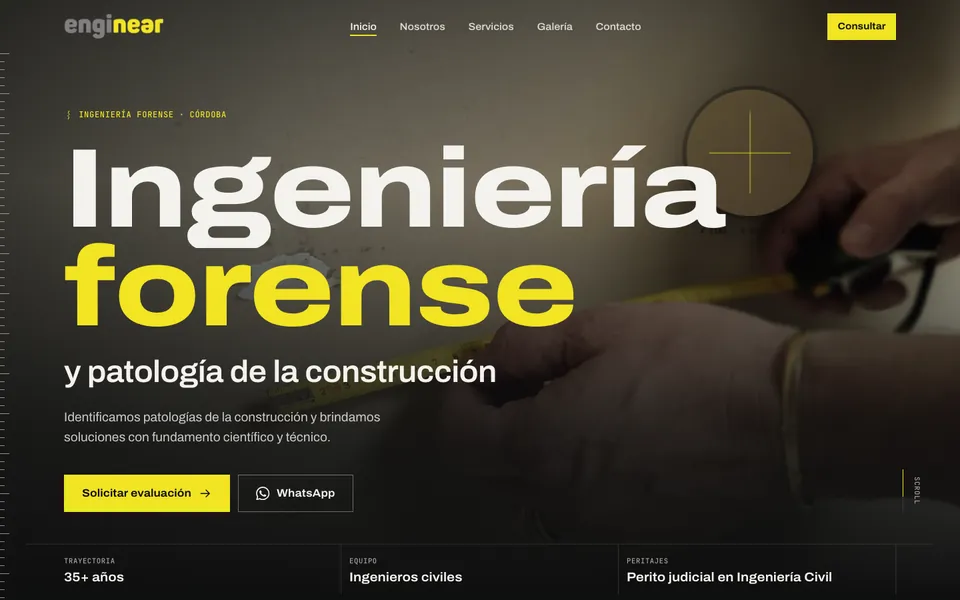 enginear
Inicio Nosotros Servicios Galería Contacto
Consultar
INGENIERÍA FORENSE · CÓRDOBA
Ingeniería
forense
y patología de la construcción
Identificamos patologías de la construcción y brindamos
soluciones con fundamento científico y técnico.
Solicitar evaluación →
WhatsApp
SCROLL
TRAYECTORIA
35+ años
EQUIPO
Ingenieros civiles
PERITAJES
Perito judicial en Ingeniería Civil